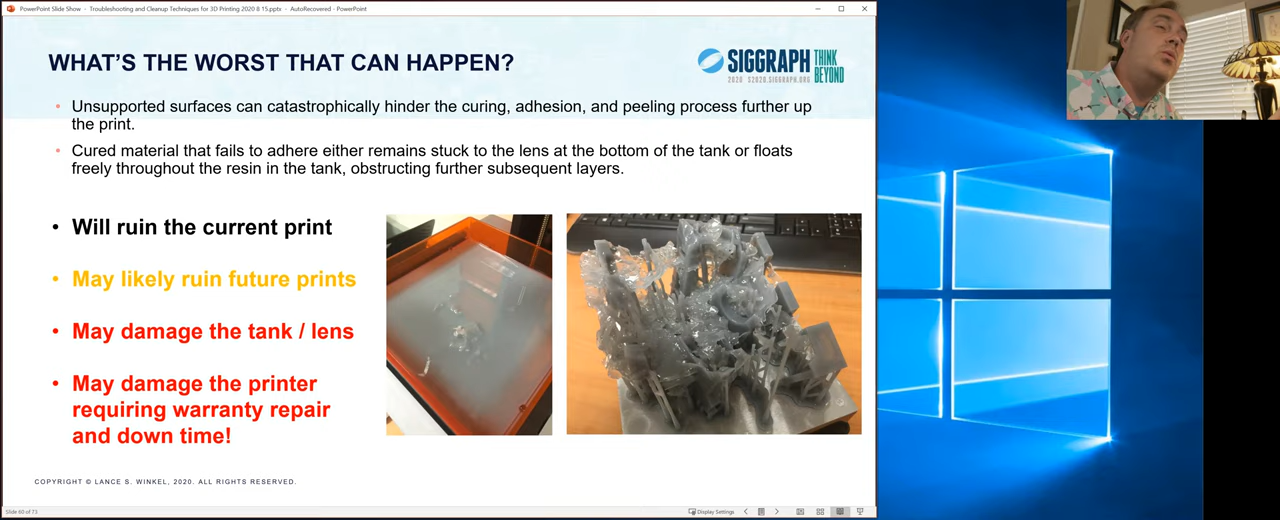 PowerPoint Slide Show - Troubleshooting and Cleanup Techniques for 3D Printing 2020 8 15.pptx - AutoRecovered - PowerPoint
WHAT'S THE WORST THAT CAN HAPPEN?
SIGGRAPH THINK BEYOND
2020 S2020.SIGGRAPH.ORG
• Unsupported surfaces can catastrophically hinder the curing, adhesion, and peeling process further up
the print.
• Cured material that fails to adhere either remains stuck to the lens at the bottom of the tank or floats
freely throughout the resin in the tank, obstructing further subsequent layers.
• Will ruin the current print
• May likely ruin future prints
• May damage the tank / lens
• May damage the printer
requiring warranty repair
and down time!
COPYRIGHT © LANCE S. WINKEL, 2020. ALL RIGHTS RESERVED.
Slide 60 of 73
Display Settings